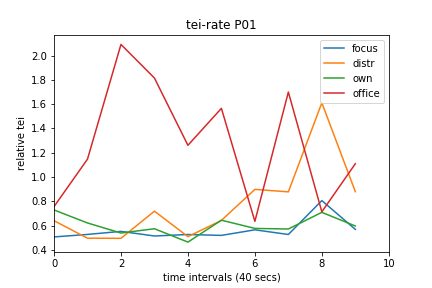 tei-rate P01
focus
distr
own
office
relative tei
2.0
1.8
1.6
1.4
1.2
1.0
0.8
0.6
0.4
0 2 4 6 8 10
time intervals (40 secs)